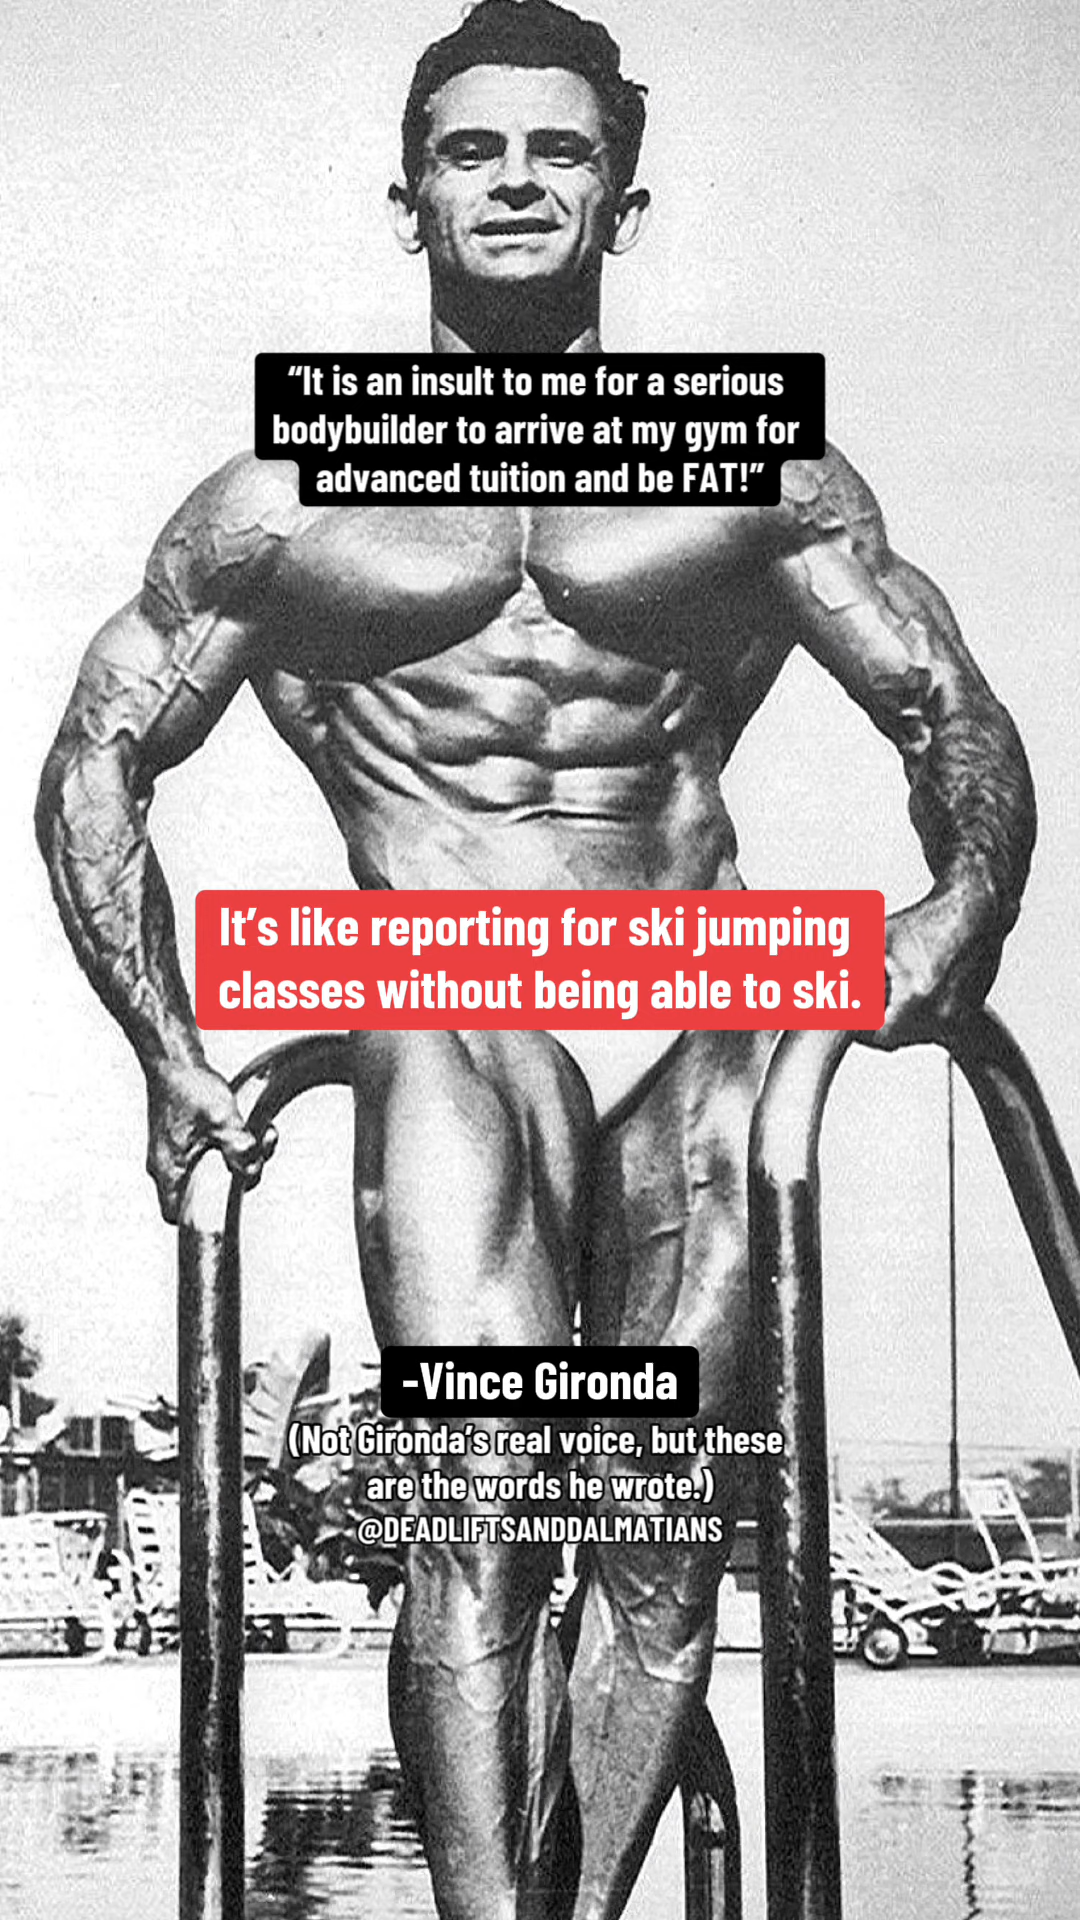 “It is an insult to me for a serious
bodybuilder to arrive at my gym for
advanced tuition and be FAT!”
It’s like reporting for ski jumping
classes without being able to ski.
-Vince Gironda
(Not Gironda’s real voice, but these
are the words he wrote.)
@DEADLIFTSANDDALMATIANS